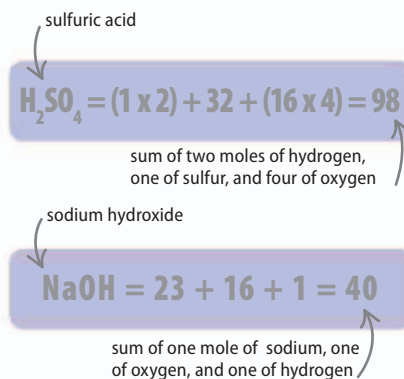 sulfuric acid
H₂SO₄ = (1 x 2) + 32 + (16 x 4) = 98
sum of two moles of hydrogen,
one of sulfur, and four of oxygen
sodium hydroxide
NaOH = 23 + 16 + 1 = 40
sum of one mole of sodium, one
of oxygen, and one of hydrogen